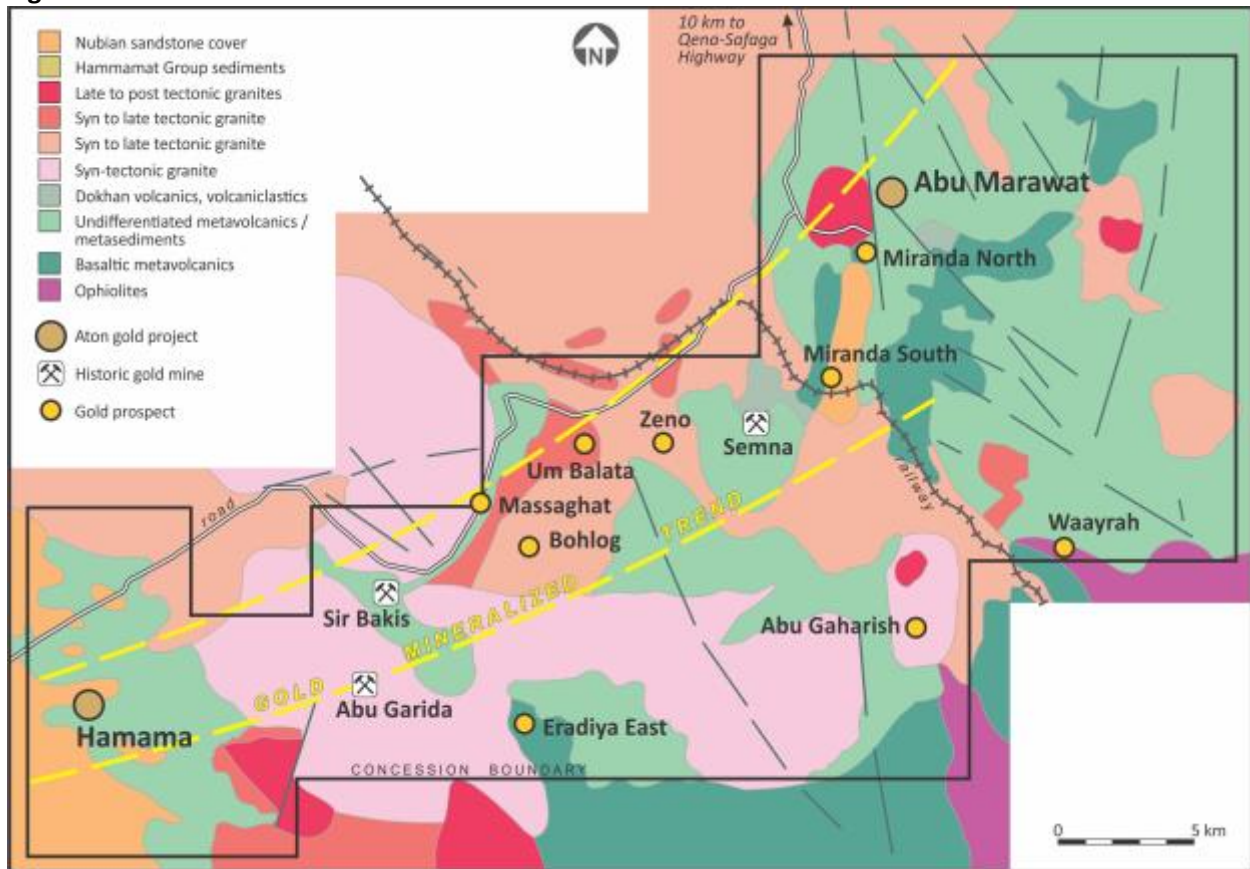 Nubian sandstone cover
Hammamat Group sediments
Late to post tectonic granites
Syn to late tectonic granite
Syn to late tectonic granite
Syn-tectonic granite
Dokhan volcanics, volcaniclastics
Undifferentiated metavolcanics /
metasediments
Basaltic metavolcanics
Ophiolites
Aton gold project
Historic gold mine
Gold prospect
N
10 km to
Qena-Safaga
Highway
Abu Marawat
Miranda North
Miranda South
Zeno
Semna
Um Balata
Massaghat
railway
road
Bohlog
Waayrah
Sir Bakis
Abu Gaharish
GOLD MINERALIZED TREND
Abu Garida
Hamama
Eradiya East
CONCESSION BOUNDARY
0 5 km